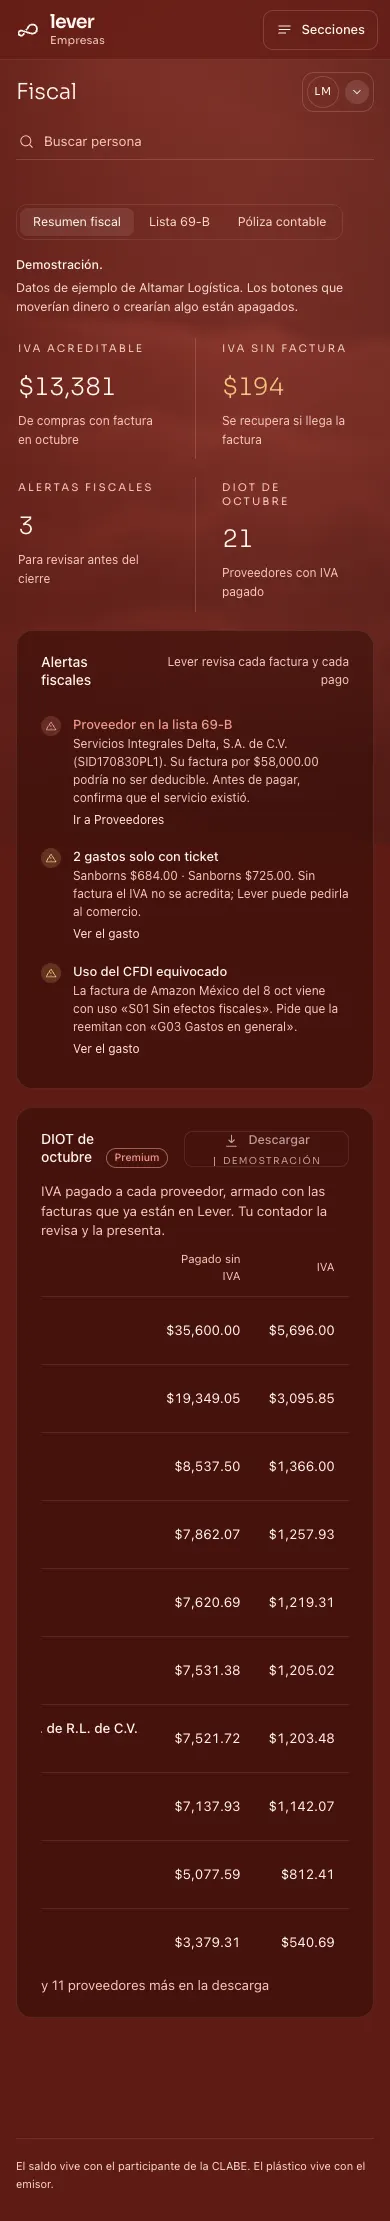 lever
Empresas
Secciones
Fiscal
LM
Buscar persona
Resumen fiscal
Lista 69-B
Póliza contable
Demostración.
Datos de ejemplo de Altamar Logística. Los botones que
moverían dinero o crearían algo están apagados.
IVA ACREDITABLE
$13,381
De compras con factura
en octubre
IVA SIN FACTURA
$194
Se recupera si llega la
factura
ALERTAS FISCALES
3
Para revisar antes del
cierre
DIOT DE
OCTUBRE
21
Proveedores con IVA
pagado
Alertas
fiscales
Lever revisa cada factura y cada
pago
Proveedor en la lista 69-B
Servicios Integrales Delta, S.A. de C.V.
(SID170830PL1). Su factura por $58,000.00
podría no ser deducible. Antes de pagar,
confirma que el servicio existió.
Ir a Proveedores
2 gastos solo con ticket
Sanborns $684.00 · Sanborns $725.00. Sin
factura el IVA no se acredita; Lever puede pedirla
al comercio.
Ver el gasto
Uso del CFDI equivocado
La factura de Amazon México del 8 oct viene
con uso «S01 Sin efectos fiscales». Pide que la
reemitan con «G03 Gastos en general».
Ver el gasto
DIOT de
octubre
Premium
Descargar
| DEMOSTRACIÓN
IVA pagado a cada proveedor, armado con las
facturas que ya están en Lever. Tu contador la
revisa y la presenta.
Pagado sin
IVA
IVA
$35,600.00 $5,696.00
$19,349.05 $3,095.85
$8,537.50 $1,366.00
$7,862.07 $1,257.93
$7,620.69 $1,219.31
$7,531.38 $1,205.02
. de R.L. de C.V. $7,521.72 $1,203.48
$7,137.93 $1,142.07
$5,077.59 $812.41
$3,379.31 $540.69
y 11 proveedores más en la descarga
El saldo vive con el participante de la CLABE. El plástico vive con el
emisor.